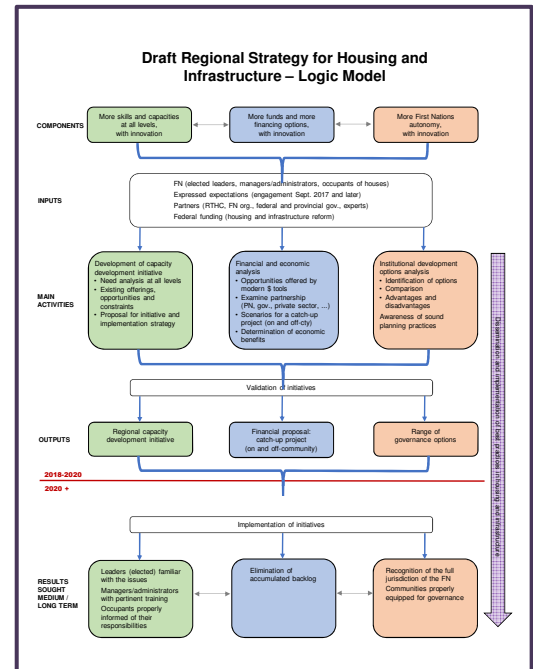 Draft Regional Strategy for Housing and
Infrastructure – Logic Model
COMPONENTS
More skills and capacities
at all levels,
with innovation
More funds and more
financing options,
with innovation
More First Nations
autonomy,
with innovation
INPUTS
FN (elected leaders, managers/administrators, occupants of houses)
Expressed expectations (engagement Sept. 2017 and later)
Partners (RTHC, FN org., federal and provincial gov., experts)
Federal funding (housing and infrastructure reform)
MAIN
ACTIVITIES
Development of capacity
development initiative
• Need analysis at all levels
• Existing offerings,
opportunities and
constraints
• Proposal for initiative and
implementation strategy
Financial and economic
analysis
• Opportunities offered by
modern $ tools
• Examine partnership
(PN, gov., private sector, ...)
• Scenarios for a catch-up
project (on and off-cty)
• Determination of economic
benefits
Institutional development
options analysis
• Identification of options
• Comparison
• Advantages and
disadvantages
Awareness of sound
planning practices
Validation of initiatives
OUTPUTS
Regional capacity
development initiative
Financial proposal:
catch-up project
(on and off-community)
Range of
governance options
2018-2020
2020 +
Implementation of initiatives
RESULTS
SOUGHT
MEDIUM /
LONG TERM
Leaders (elected) familiar
with the issues
Managers/administrators
with pertinent training
Occupants properly
informed of their
responsibilities
Elimination of
accumulated backlog
Recognition of the full
jurisdiction of the FN
Communities properly
equipped for governance
Dissemination and implementation of best practices in housing and infrastructure